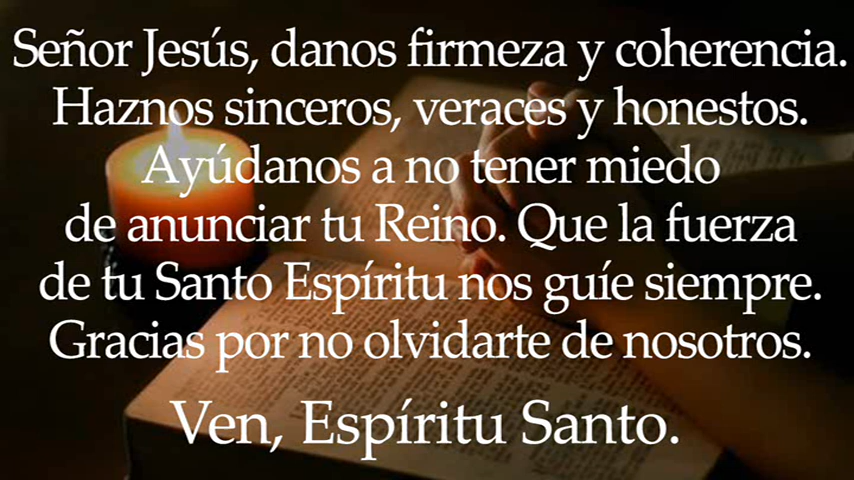 Señor Jesús, danos firmeza y coherencia.
Haznos sinceros, veraces y honestos.
Ayúdanos a no tener miedo
de anunciar tu Reino. Que la fuerza
de tu Santo Espíritu nos guíe siempre.
Gracias por no olvidarte de nosotros.
Ven, Espíritu Santo.